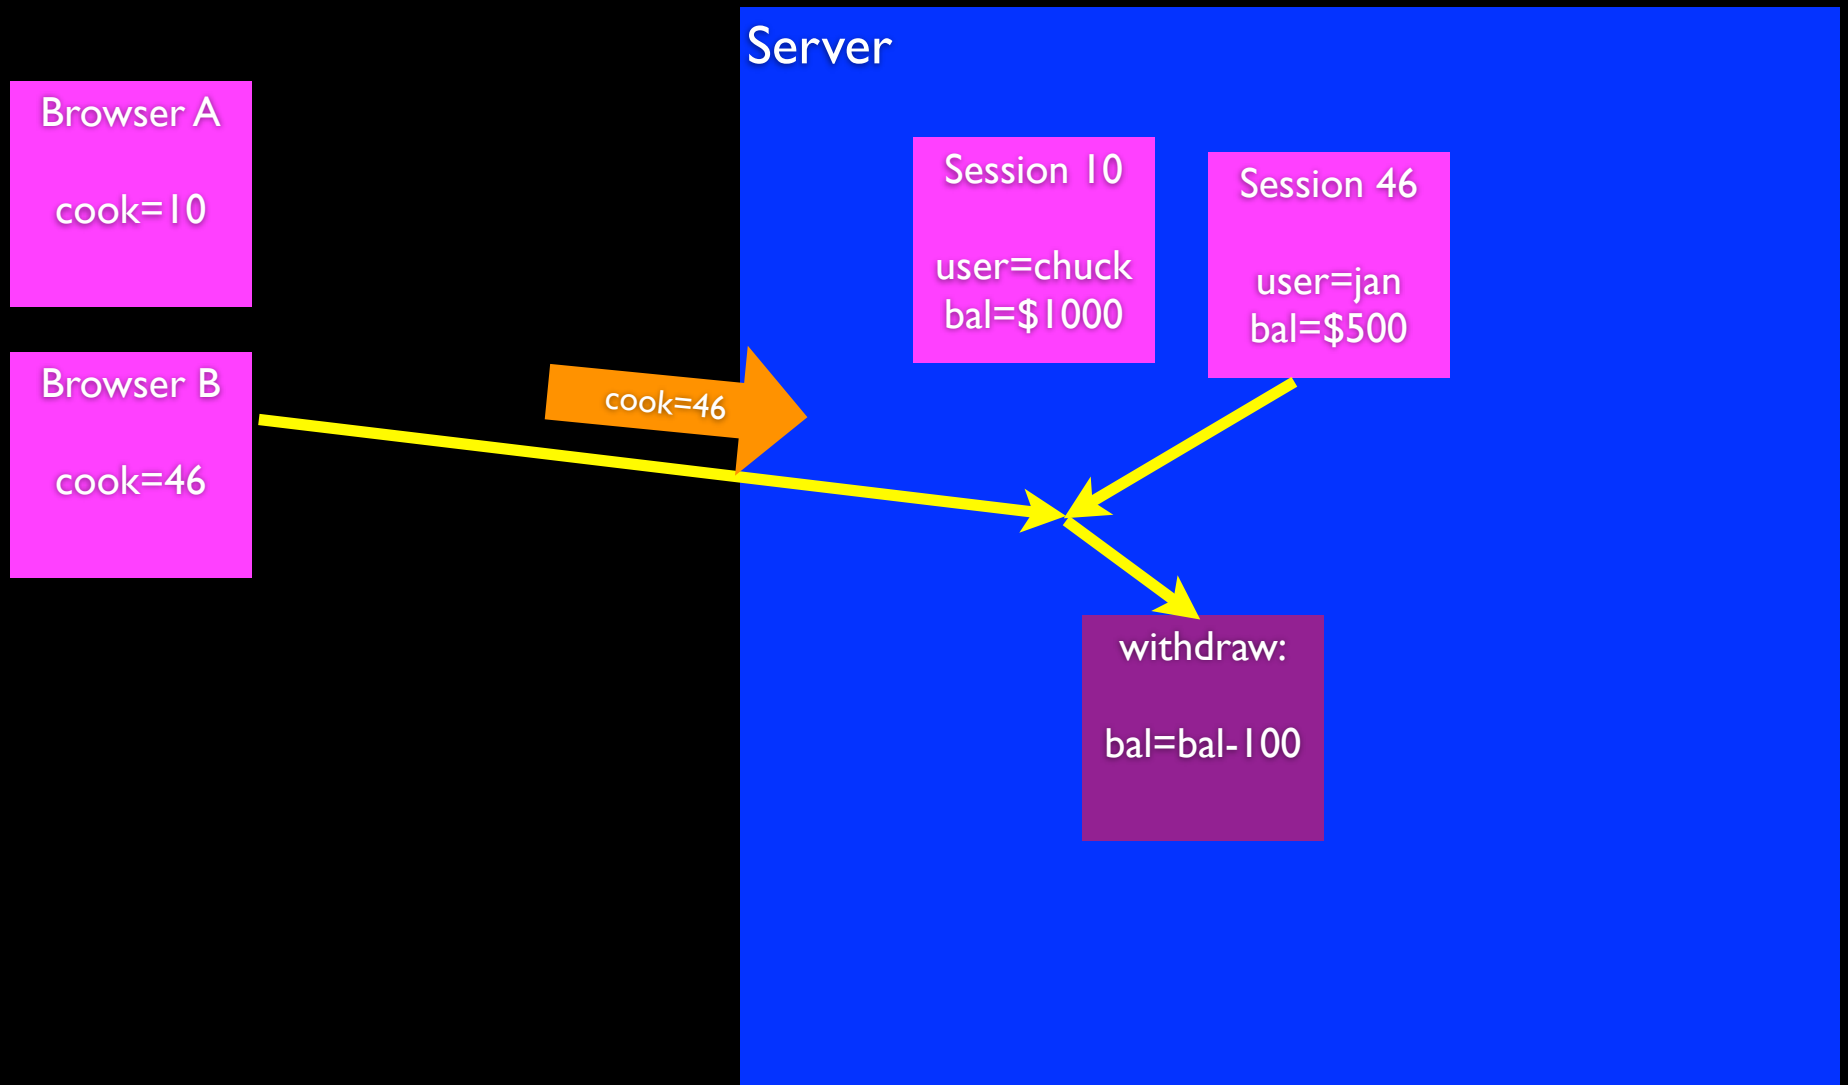 Server
Browser A
cook=10
Session 10
user=chuck
bal=$1000
Session 46
user=jan
bal=$500
Browser B
cook=46
cook=46
withdraw:
bal=bal-100